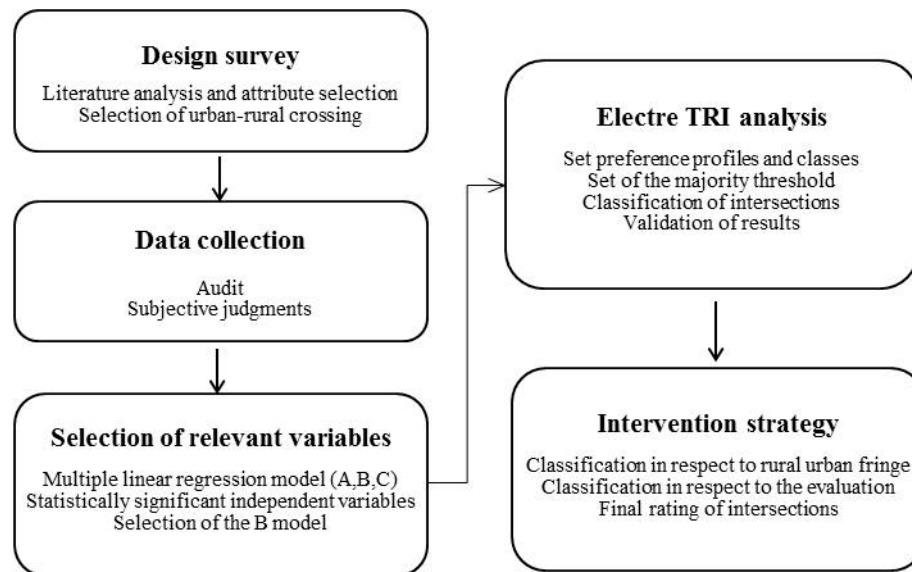 Design survey
Literature analysis and attribute selection
Selection of urban-rural crossing
Data collection
Audit
Subjective judgments
Selection of relevant variables
Multiple linear regression model (A,B,C)
Statistically significant independent variables
Selection of the B model
Electre TRI analysis
Set preference profiles and classes
Set of the majority threshold
Classification of intersections
Validation of results
Intervention strategy
Classification in respect to rural urban fringe
Classification in respect to the evaluation
Final rating of intersections